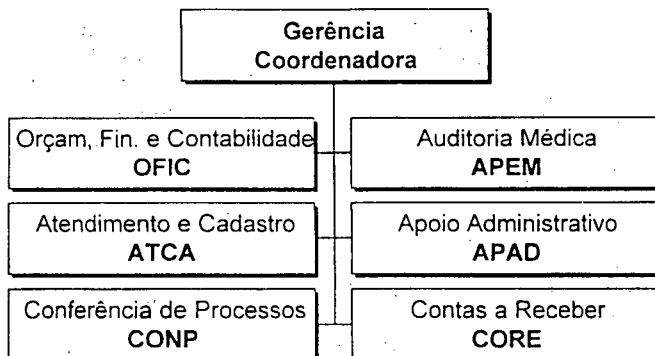 Gerência
Coordenadora
Orçam, Fin. e Contabilidade
OFIC
Auditoria Médica
APEM
Atendimento e Cadastro
ATCA
Apoio Administrativo
APAD
Conferência de Processos
CONP
Contas a Receber
CORE